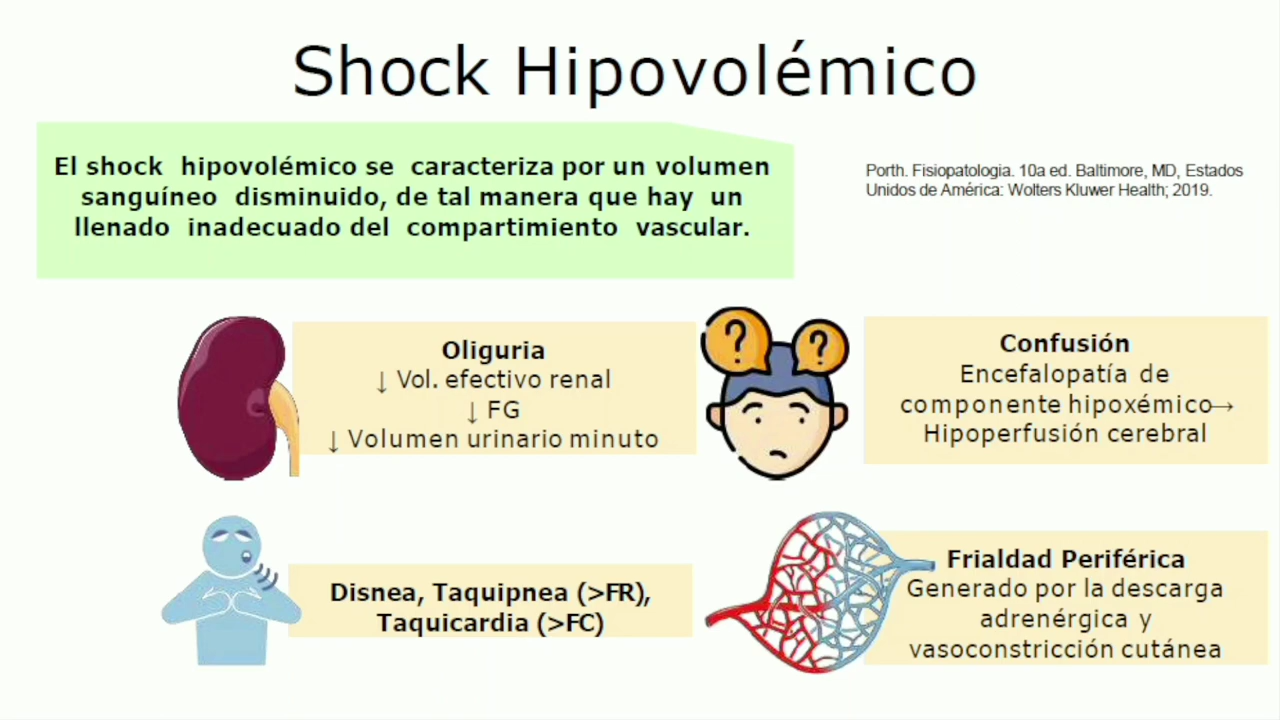 Shock Hipovolémico
El shock hipovolémico se caracteriza por un volumen
sanguíneo disminuido, de tal manera que hay un
llenado inadecuado del compartimiento vascular.
Porth. Fisiopatologia. 10a ed. Baltimore, MD, Estados
Unidos de América: Wolters Kluwer Health; 2019.
Oliguria
↓ Vol. efectivo renal
↓ FG
↓ Volumen urinario minuto
? ?
Confusión
Encefalopatía de
componente hipoxémico→
Hipoperfusión cerebral
Disnea, Taquipnea (>FR),
Taquicardia (>FC)
Frialdad Periférica
Generado por la descarga
adrenérgica y
vasoconstricción cutánea